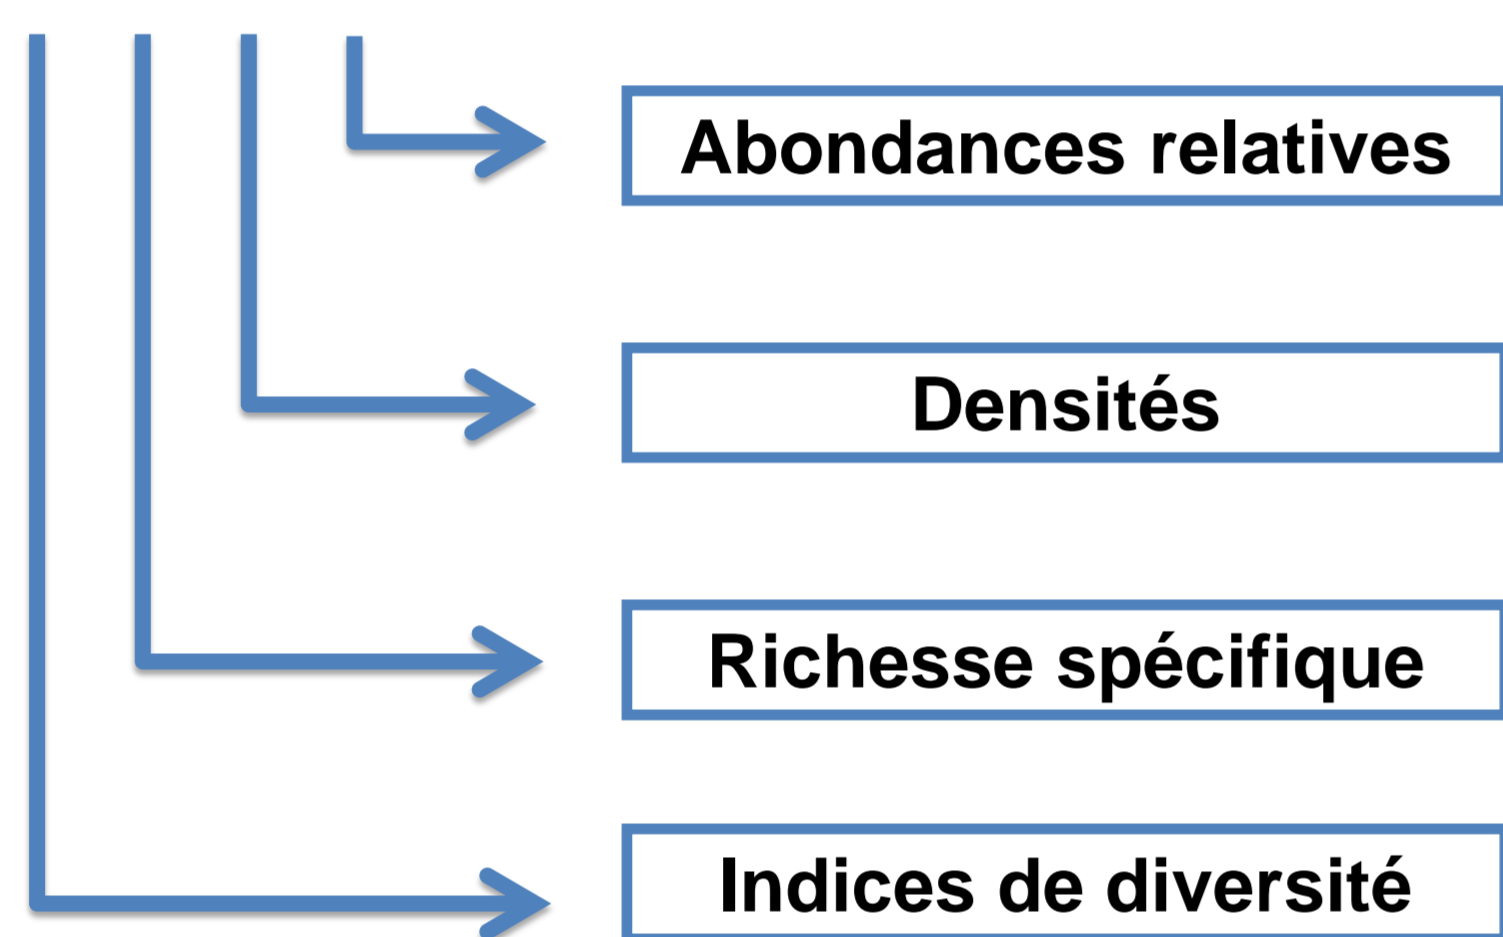 Abondances relatives
Densités
Richesse spécifique
Indices de diversité